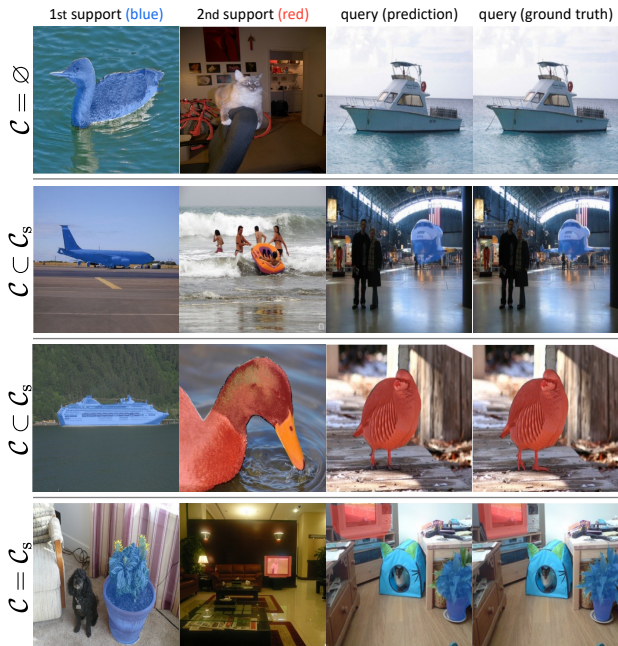 1st support (blue) 2nd support (red) query (prediction) query (ground truth)
𝒞 = ∅
𝒞 ⊂ 𝒞s
𝒞 ⊂ 𝒞s
𝒞 = 𝒞s